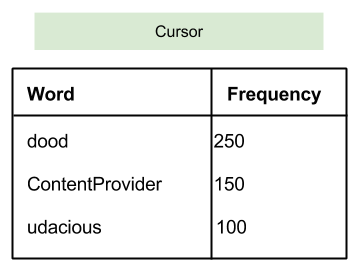 Cursor
Word Frequency
dood 250
ContentProvider 150
udacious 100